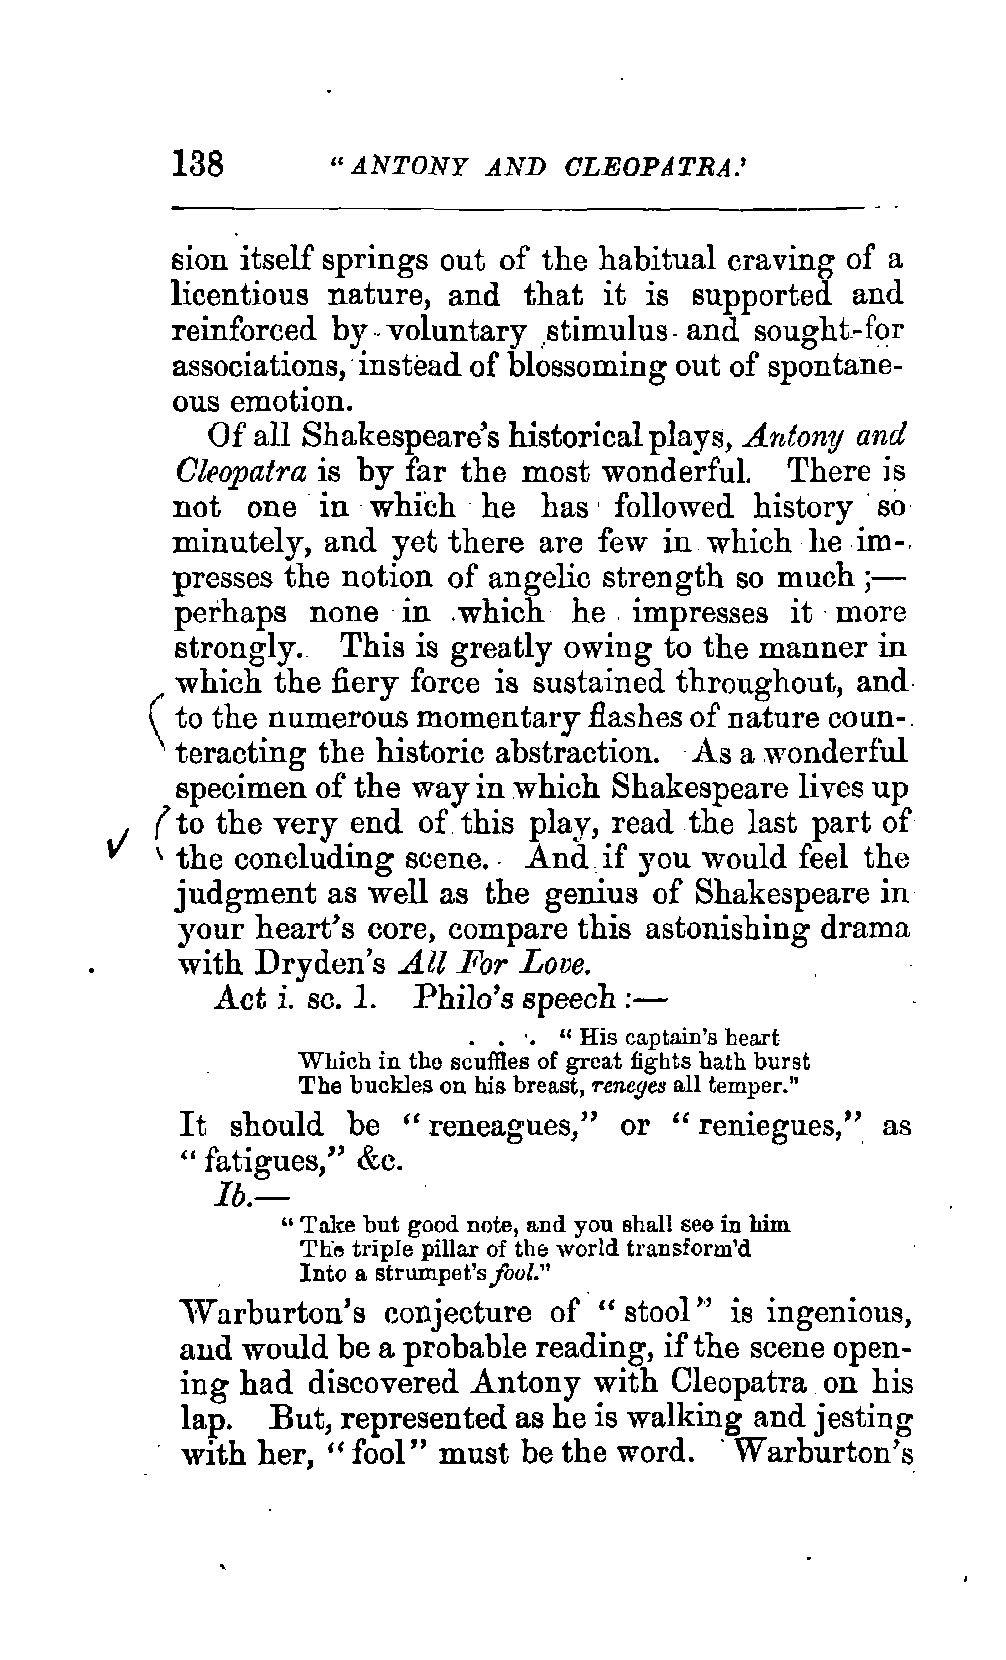 138 "ANTONY AND CLEOPATRA.'
sion itself springs out of the habitual craving of a
licentious nature, and that it is supported and
reinforced by voluntary stimulus and sought-for
associations, instead of blossoming out of spontane-
ous emotion.
Of all Shakespeare's historical plays, Antony and
Cleopatra is by far the most wonderful. There is
not one in which he has followed history so
minutely, and yet there are few in which he im-
presses the notion of angelic strength so much ;—
perhaps none in which he impresses it more
strongly. This is greatly owing to the manner in
which the fiery force is sustained throughout, and
to the numerous momentary flashes of nature coun-
teracting the historic abstraction. As a wonderful
specimen of the way in which Shakespeare lives up
to the very end of this play, read the last part of
the concluding scene. And if you would feel the
judgment as well as the genius of Shakespeare in
your heart's core, compare this astonishing drama
with Dryden's All For Love.
Act i. sc. 1. Philo's speech :—
. . . " His captain's heart
Which in the scuffles of great fights hath burst
The buckles on his breast, reneges all temper."
It should be "reneagues," or "reniegues," as
"fatigues," &c.
Ib.—
"Take but good note, and you shall see in him
The triple pillar of the world transform'd
Into a strumpet's fool."
Warburton's conjecture of "stool" is ingenious,
and would be a probable reading, if the scene open-
ing had discovered Antony with Cleopatra on his
lap. But, represented as he is walking and jesting
with her, "fool" must be the word. Warburton's